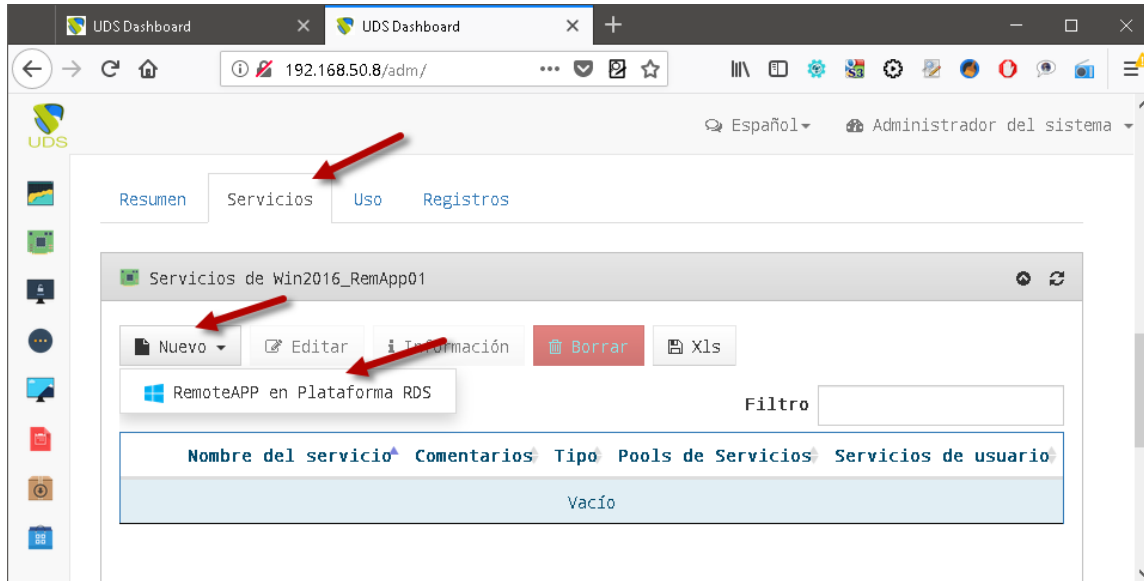 UDS Dashboard
UDS Dashboard
192.168.50.8/adm/
UDS
Español
Administrador del sistema
Resumen Servicios Uso Registros
Servicios de Win2016_RemApp01
Nuevo Editar Información Borrar Xls
RemoteAPP en Plataforma RDS
Filtro
Nombre del servicio Comentarios Tipo Pools de Servicios Servicios de usuario
Vacío